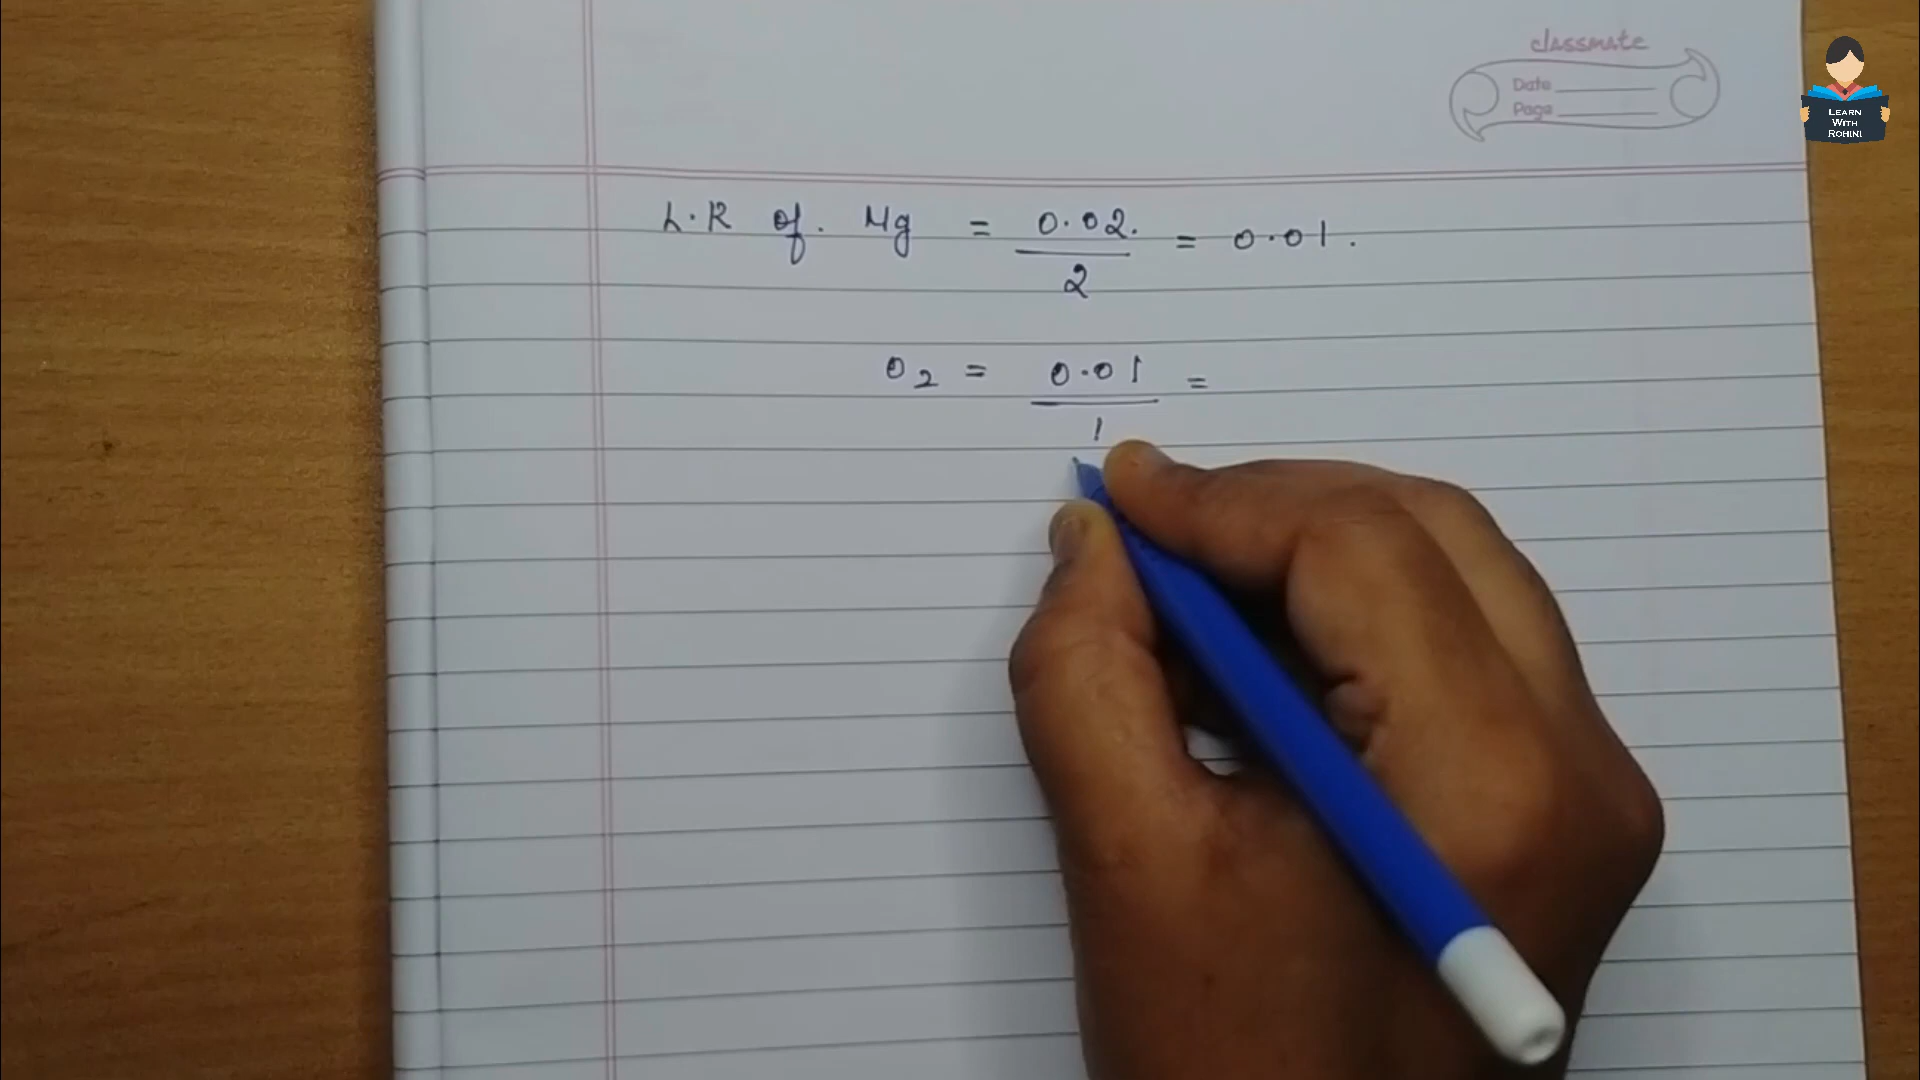 classmate
Date
Page
LEARN
WITH
ROHINI
L.R of. Mg = 0.02. / 2 = 0.01.
O2 = 0.01 / 1 =